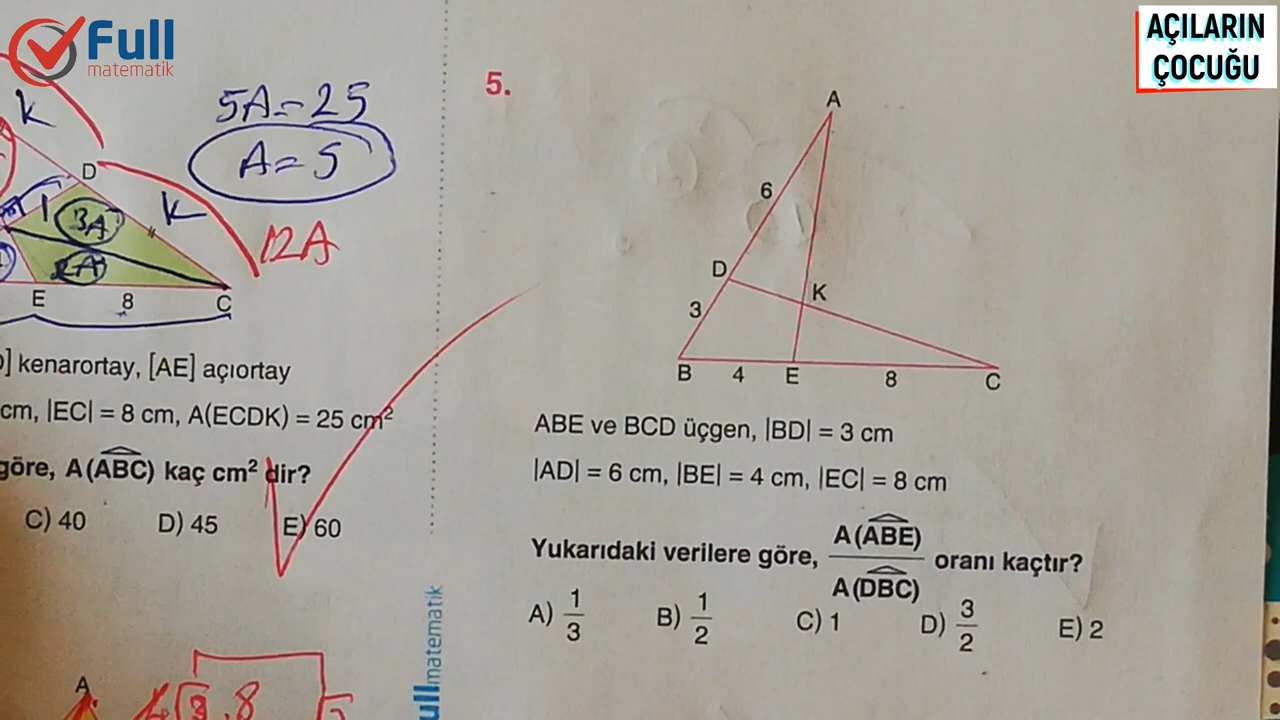 Full
matematik
AÇILARIN
ÇOCUĞU
k
5A=25
A=5
D
k
3A
2A
12A
E
8
C
] kenarortay, [AE] açıortay
cm, |EC| = 8 cm, A(ECDK) = 25 cm²
göre, A(ABC) kaç cm² dir?
C) 40 D) 45 E) 60
A
8
ullmatematik
5.
A
6
D
K
3
B 4 E 8 C
ABE ve BCD üçgen, |BD| = 3 cm
|AD| = 6 cm, |BE| = 4 cm, |EC| = 8 cm
Yukarıdaki verilere göre, A(ABE)/A(DBC) oranı kaçtır?
A) 1/3 B) 1/2 C) 1 D) 3/2 E) 2